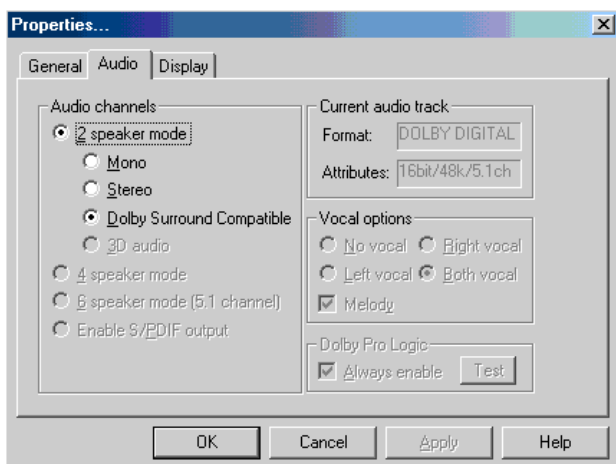 Properties...
General Audio Display
Audio channels
2 speaker mode
Mono
Stereo
Dolby Surround Compatible
3D audio
4 speaker mode
6 speaker mode (5.1 channel)
Enable S/PDIF output
Current audio track
Format: DOLBY DIGITAL
Attributes: 16bit/48k/5.1ch
Vocal options
No vocal Right vocal
Left vocal Both vocal
Melody
Dolby Pro Logic
Always enable Test
OK Cancel Apply Help